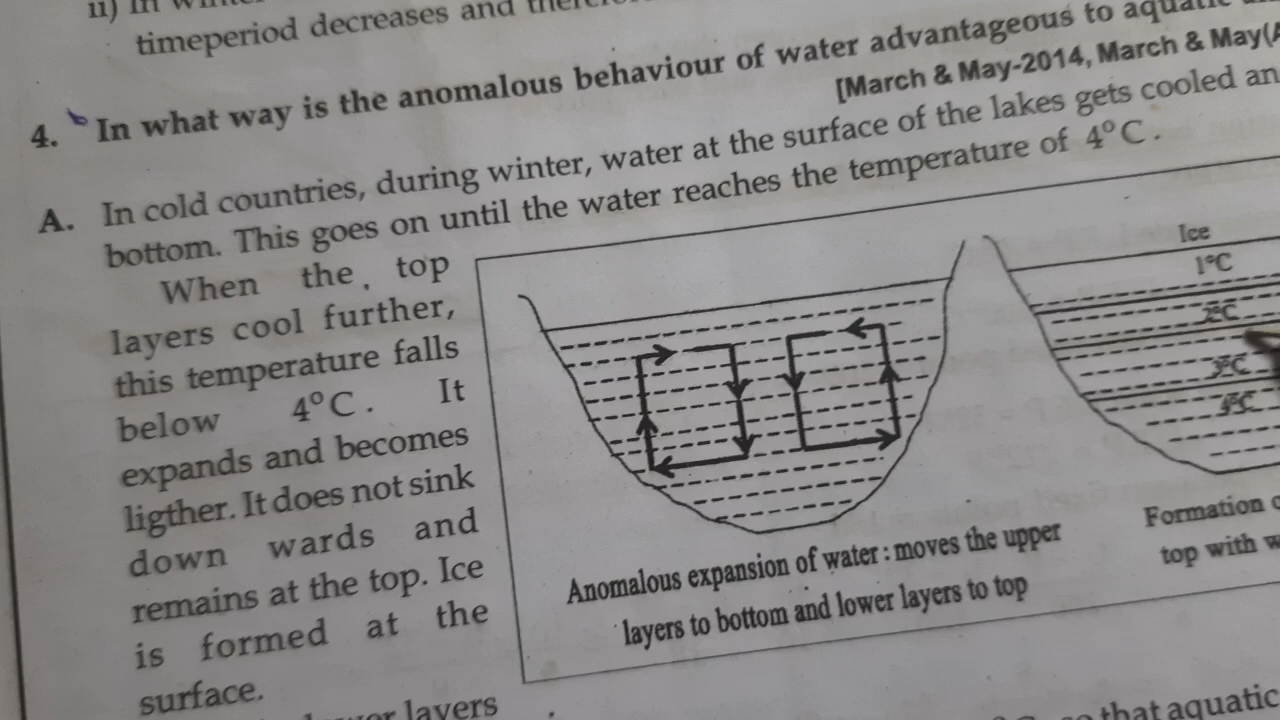 ii) In
timeperiod decreases and
4. In what way is the anomalous behaviour of water advantageous to
[March & May-2014, March & May(A
A. In cold countries, during winter, water at the surface of the lakes gets cooled an
bottom. This goes on until the water reaches the temperature of 4°C.
When the, top
layers cool further,
this temperature falls
below 4°C. It
expands and becomes
ligther. It does not sink
down wards and
remains at the top. Ice
is formed at the
surface.
layers
Ice
1°C
2°C
3°C
4°C
Anomalous expansion of water : moves the upper
layers to bottom and lower layers to top
Formation
top with w
that aquatic